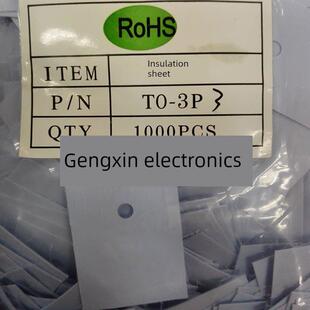 RoHS
ITEM Insulation sheet
P/N TO-3P 3
QTY 1000PCS
Gengxin electronics